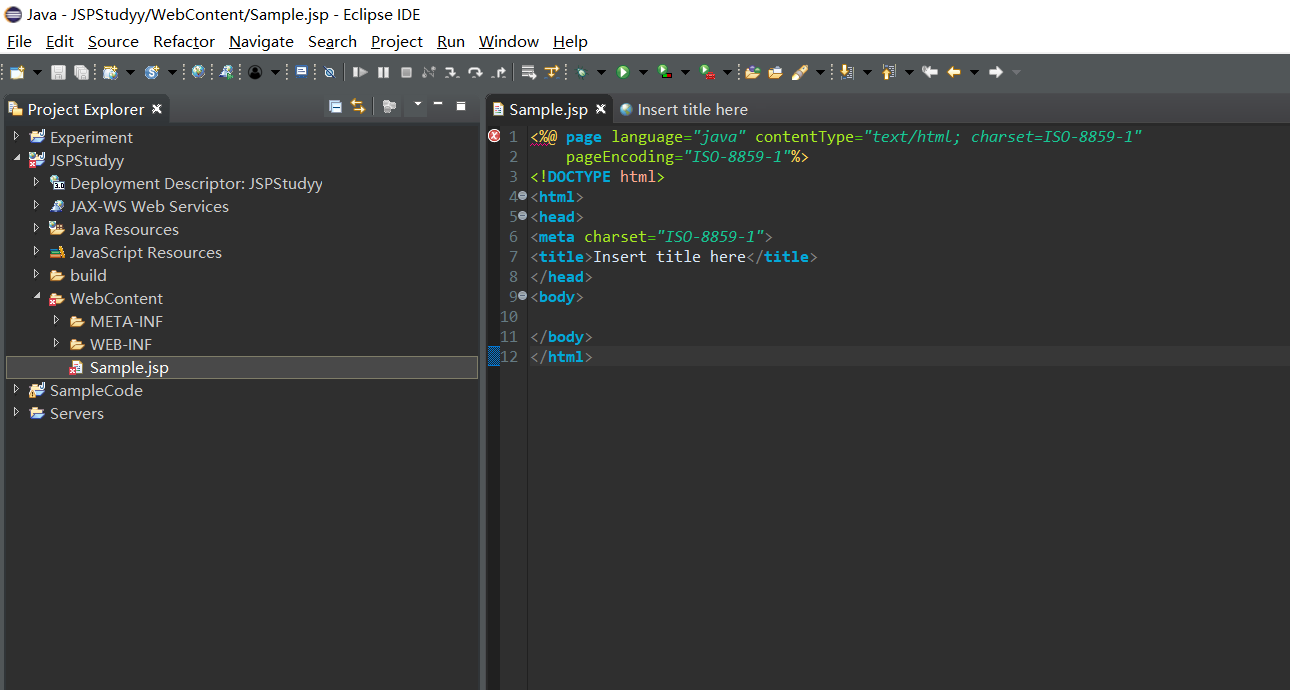 Java - JSPStudyy/WebContent/Sample.jsp - Eclipse IDE
File Edit Source Refactor Navigate Search Project Run Window Help
Project Explorer
Experiment
JSPStudyy
Deployment Descriptor: JSPStudyy
JAX-WS Web Services
Java Resources
JavaScript Resources
build
WebContent
META-INF
WEB-INF
Sample.jsp
SampleCode
Servers
Sample.jsp Insert title here
1 <%@ page language="java" contentType="text/html; charset=ISO-8859-1"
2 pageEncoding="ISO-8859-1"%>
3 <!DOCTYPE html>
4 <html>
5 <head>
6 <meta charset="ISO-8859-1">
7 <title>Insert title here</title>
8 </head>
9 <body>
10
11 </body>
12 </html>